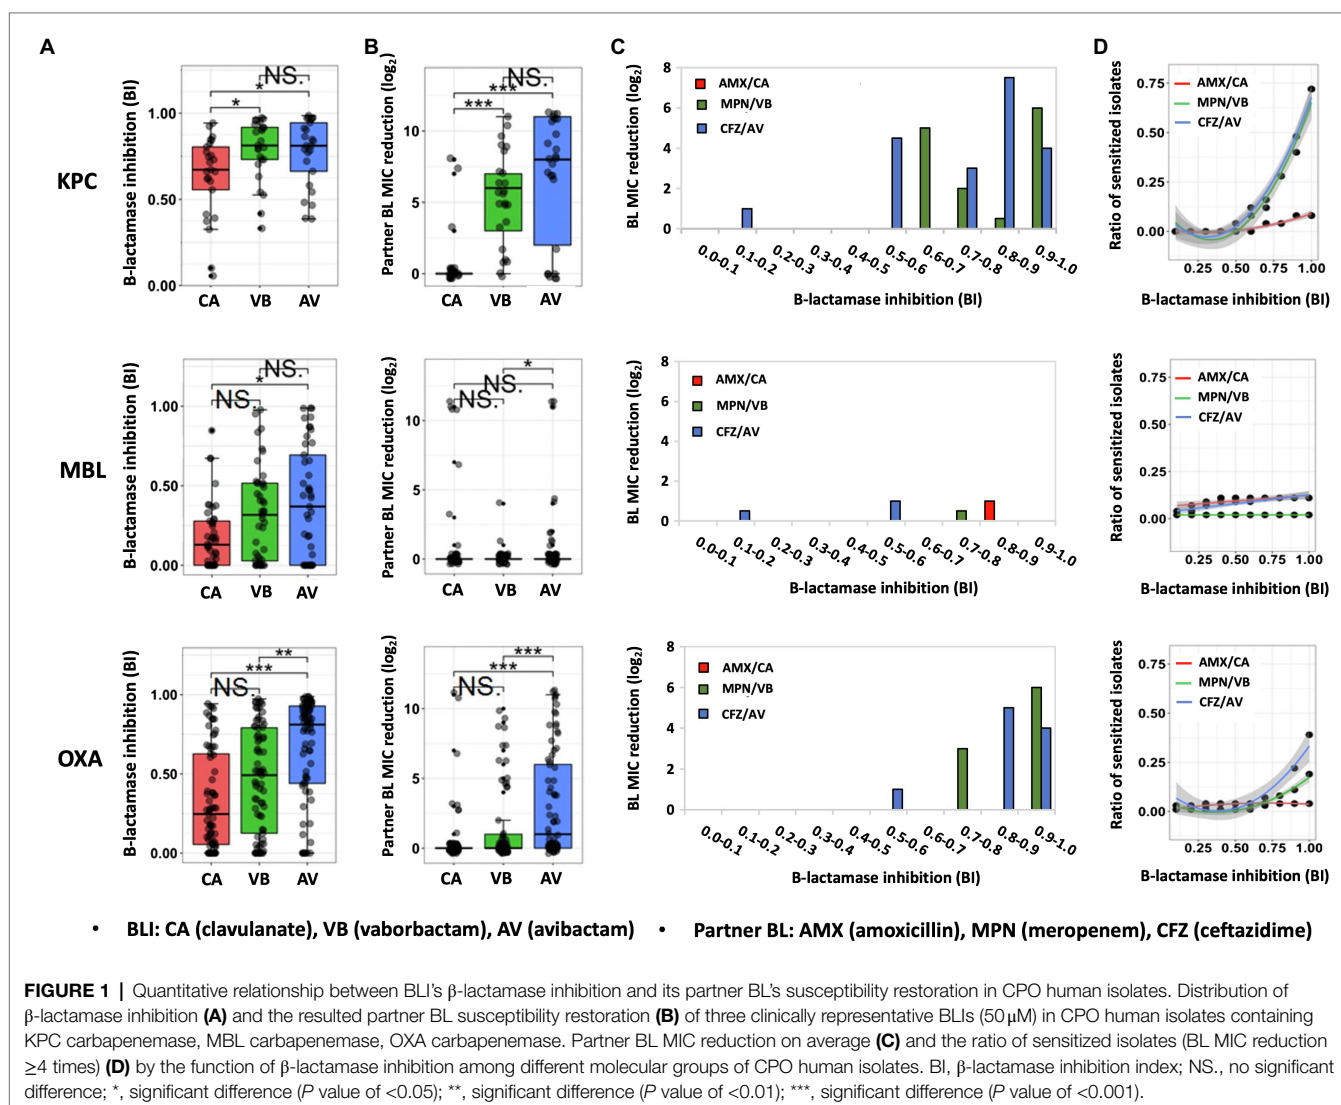 A
B
C
D
KPC
B-lactamase inhibition (BI)
1.00
0.50
0.00
NS.
*
*
CA VB AV
Partner BL MIC reduction (log2)
10
5
0
NS.
***
***
CA VB AV
BL MIC reduction (log2)
8
6
4
2
0
AMX/CA
MPN/VB
CFZ/AV
0.0-0.1 0.1-0.2 0.2-0.3 0.3-0.4 0.4-0.5 0.5-0.6 0.6-0.7 0.7-0.8 0.8-0.9 0.9-1.0
B-lactamase inhibition (BI)
Ratio of sensitized isolates
0.75
0.50
0.25
0.00
AMX/CA
MPN/VB
CFZ/AV
0.25 0.50 0.75 1.00
B-lactamase inhibition (BI)
MBL
B-lactamase inhibition (BI)
1.00
0.50
0.00
NS.
*
NS.
CA VB AV
Partner BL MIC reduction (log2)
10
5
0
*
NS.
NS.
CA VB AV
BL MIC reduction (log2)
8
6
4
2
0
AMX/CA
MPN/VB
CFZ/AV
0.0-0.1 0.1-0.2 0.2-0.3 0.3-0.4 0.4-0.5 0.5-0.6 0.6-0.7 0.7-0.8 0.8-0.9 0.9-1.0
B-lactamase inhibition (BI)
Ratio of sensitized isolates
0.75
0.50
0.25
0.00
AMX/CA
MPN/VB
CFZ/AV
0.25 0.50 0.75 1.00
B-lactamase inhibition (BI)
OXA
B-lactamase inhibition (BI)
1.00
0.50
0.00
**
***
NS.
CA VB AV
Partner BL MIC reduction (log2)
10
5
0
***
***
NS.
CA VB AV
BL MIC reduction (log2)
8
6
4
2
0
AMX/CA
MPN/VB
CFZ/AV
0.0-0.1 0.1-0.2 0.2-0.3 0.3-0.4 0.4-0.5 0.5-0.6 0.6-0.7 0.7-0.8 0.8-0.9 0.9-1.0
B-lactamase inhibition (BI)
Ratio of sensitized isolates
0.75
0.50
0.25
0.00
AMX/CA
MPN/VB
CFZ/AV
0.25 0.50 0.75 1.00
B-lactamase inhibition (BI)
• BLI: CA (clavulanate), VB (vaborbactam), AV (avibactam) • Partner BL: AMX (amoxicillin), MPN (meropenem), CFZ (ceftazidime)
FIGURE 1 | Quantitative relationship between BLI’s β-lactamase inhibition and its partner BL’s susceptibility restoration in CPO human isolates. Distribution of
β-lactamase inhibition (A) and the resulted partner BL susceptibility restoration (B) of three clinically representative BLIs (50 μM) in CPO human isolates containing
KPC carbapenemase, MBL carbapenemase, OXA carbapenemase. Partner BL MIC reduction on average (C) and the ratio of sensitized isolates (BL MIC reduction
≥4 times) (D) by the function of β-lactamase inhibition among different molecular groups of CPO human isolates. BI, β-lactamase inhibition index; NS., no significant
difference; *, significant difference (P value of <0.05); **, significant difference (P value of <0.01); ***, significant difference (P value of <0.001).